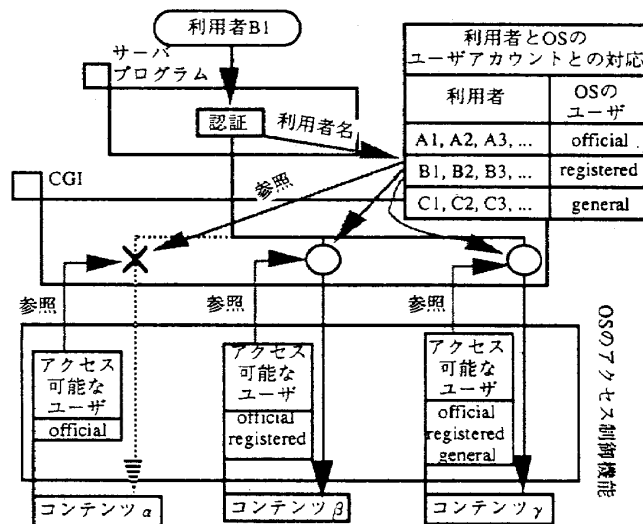 利用者B1
サーバ
プログラム
利用者とOSの
ユーザアカウントとの対応
利用者
OSの
ユーザ
A1, A2, A3, ...
official
B1, B2, B3, ...
registered
C1, C2, C3, ...
general
認証
利用者名
CGI
参照
参照
参照
参照
アクセス
可能な
ユーザ
official
アクセス
可能な
ユーザ
official
registered
アクセス
可能な
ユーザ
official
registered
general
OSのアクセス制御機能
コンテンツα
コンテンツβ
コンテンツγ